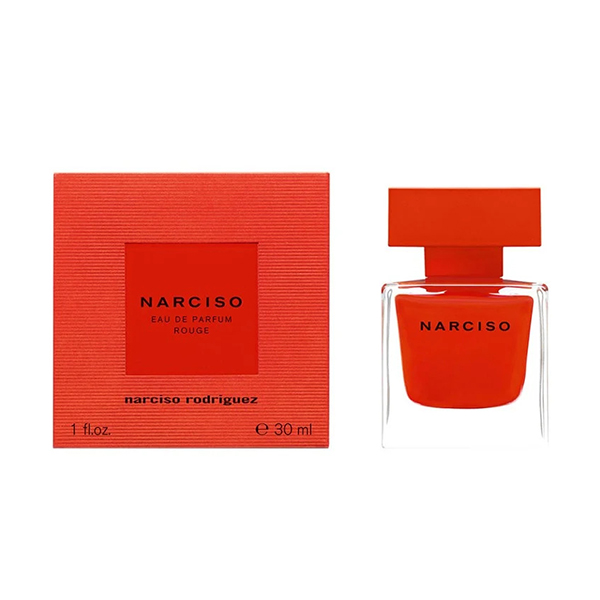 NARCISO
EAU DE PARFUM
ROUGE
narciso rodriguez
1 fl.oz.
℮ 30 ml
NARCISO